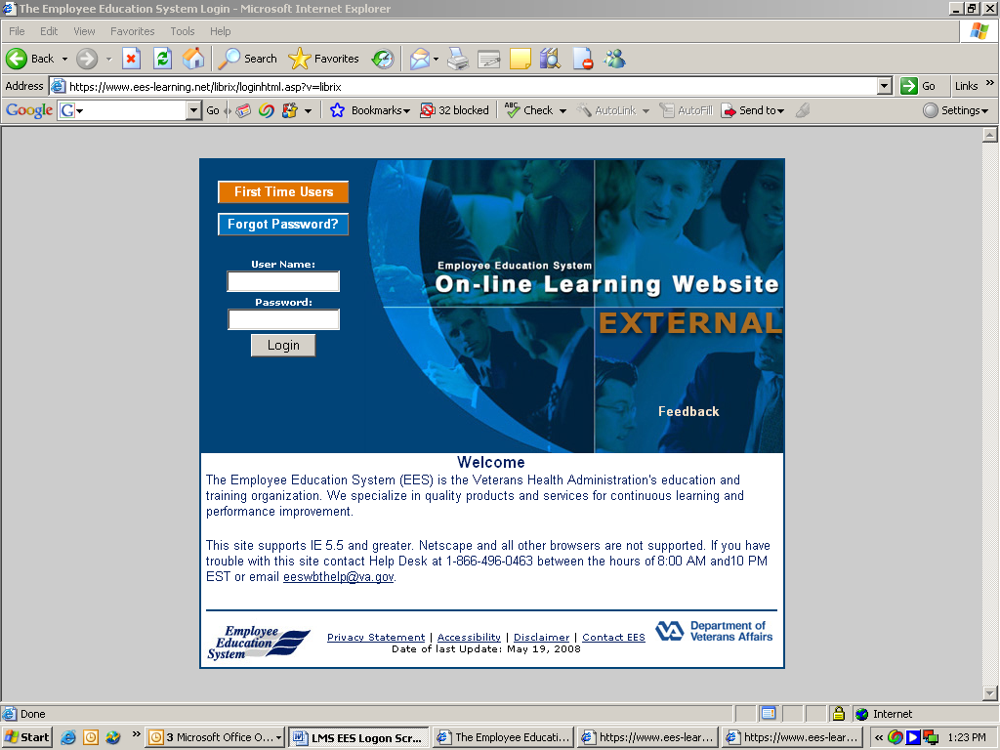 The Employee Education System Login - Microsoft Internet Explorer
File Edit View Favorites Tools Help
Back Search Favorites
Address https://www.ees-learning.net/librix/loginhtml.asp?v=librix Go Links »
Google G Go Bookmarks 32 blocked ABC Check AutoLink AutoFill Send to Settings
First Time Users
Forgot Password?
User Name:
Password:
Login
Employee Education System
On-line Learning Website
EXTERNAL
Feedback
Welcome
The Employee Education System (EES) is the Veterans Health Administration's education and
training organization. We specialize in quality products and services for continuous learning and
performance improvement.
This site supports IE 5.5 and greater. Netscape and all other browsers are not supported. If you have
trouble with this site contact Help Desk at 1-866-496-0463 between the hours of 8:00 AM and10 PM
EST or email eeswbthelp@va.gov.
Employee
Education
System
Privacy Statement | Accessibility | Disclaimer | Contact EES
Date of last Update: May 19, 2008
VA Department of
Veterans Affairs
Done Internet
Start » 3 Microsoft Office O... LMS EES Logon Scr... The Employee Educati... https://www.ees-lear... https://www.ees-lear... « 1:23 PM